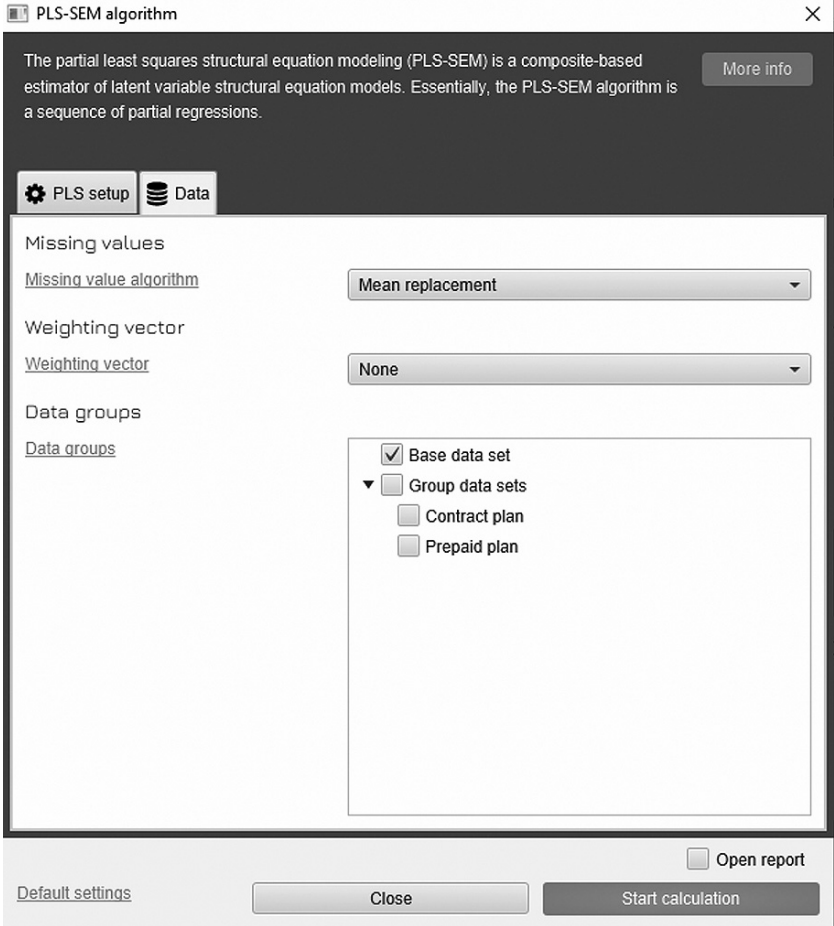 PLS-SEM algorithm
The partial least squares structural equation modeling (PLS-SEM) is a composite-based
estimator of latent variable structural equation models. Essentially, the PLS-SEM algorithm is
a sequence of partial regressions.
More info
PLS setup
Data
Missing values
Missing value algorithm
Mean replacement
Weighting vector
Weighting vector
None
Data groups
Data groups
Base data set
Group data sets
Contract plan
Prepaid plan
Open report
Default settings
Close
Start calculation